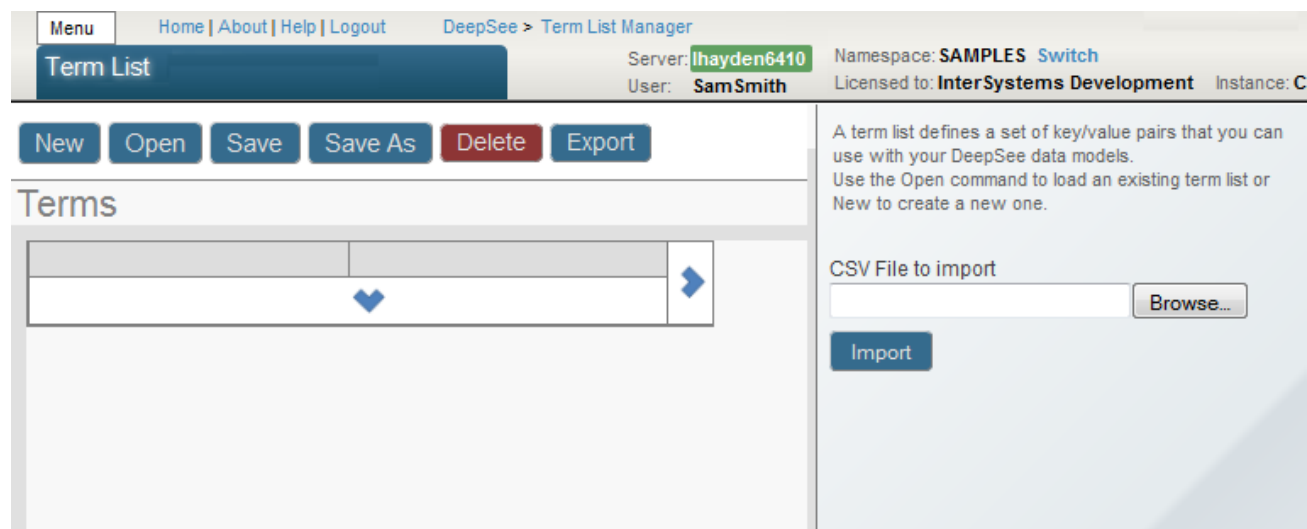 Menu Home | About | Help | Logout DeepSee > Term List Manager
Term List
Server: lhayden6410 Namespace: SAMPLES Switch
User: SamSmith Licensed to: InterSystems Development Instance: C
New Open Save Save As Delete Export
Terms
A term list defines a set of key/value pairs that you can
use with your DeepSee data models.
Use the Open command to load an existing term list or
New to create a new one.
CSV File to import
Browse...
Import